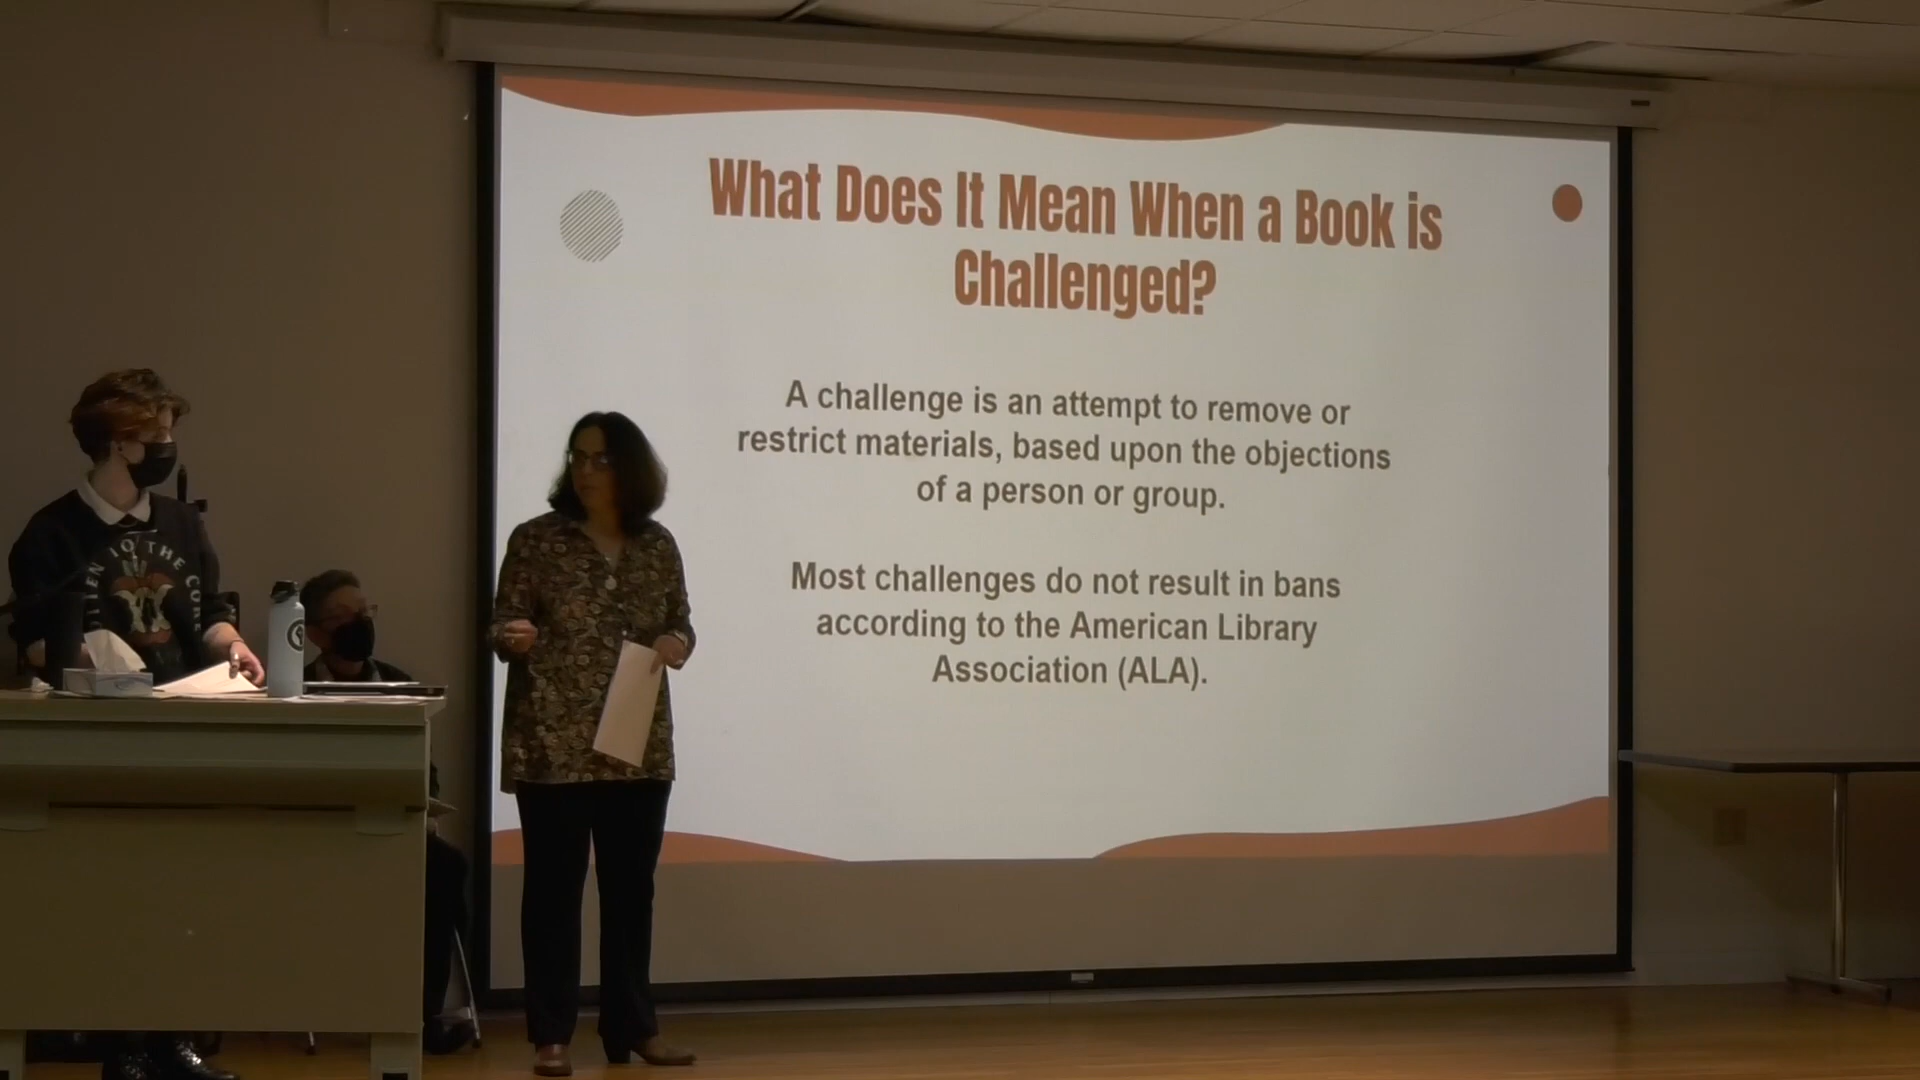 What Does It Mean When a Book is
Challenged?
A challenge is an attempt to remove or
restrict materials, based upon the objections
of a person or group.
Most challenges do not result in bans
according to the American Library
Association (ALA).
TO THE